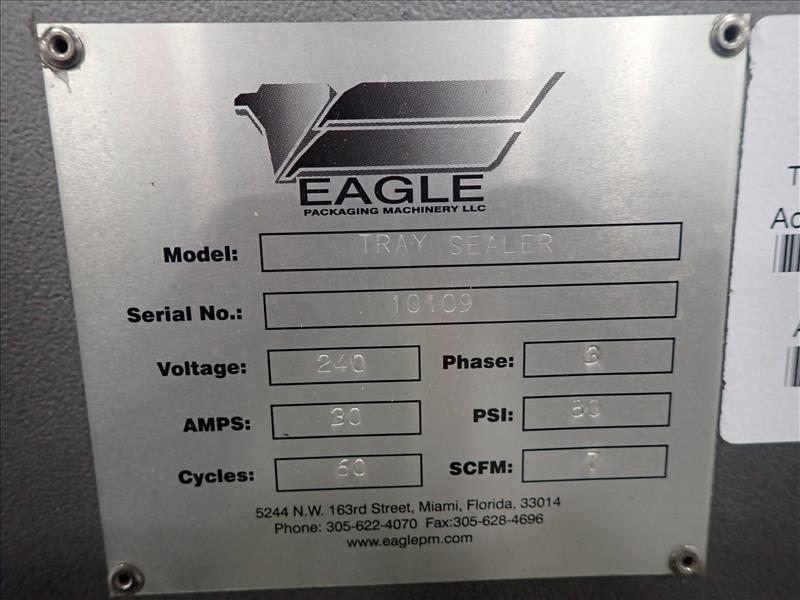 EAGLE
PACKAGING MACHINERY LLC
Model: TRAY SEALER
Serial No.: 10109
Voltage: 240 Phase: 3
AMPS: 30 PSI: 80
Cycles: 60 SCFM: 7
5244 N.W. 163rd Street, Miami, Florida, 33014
Phone: 305-622-4070 Fax:305-628-4696
www.eaglepm.com